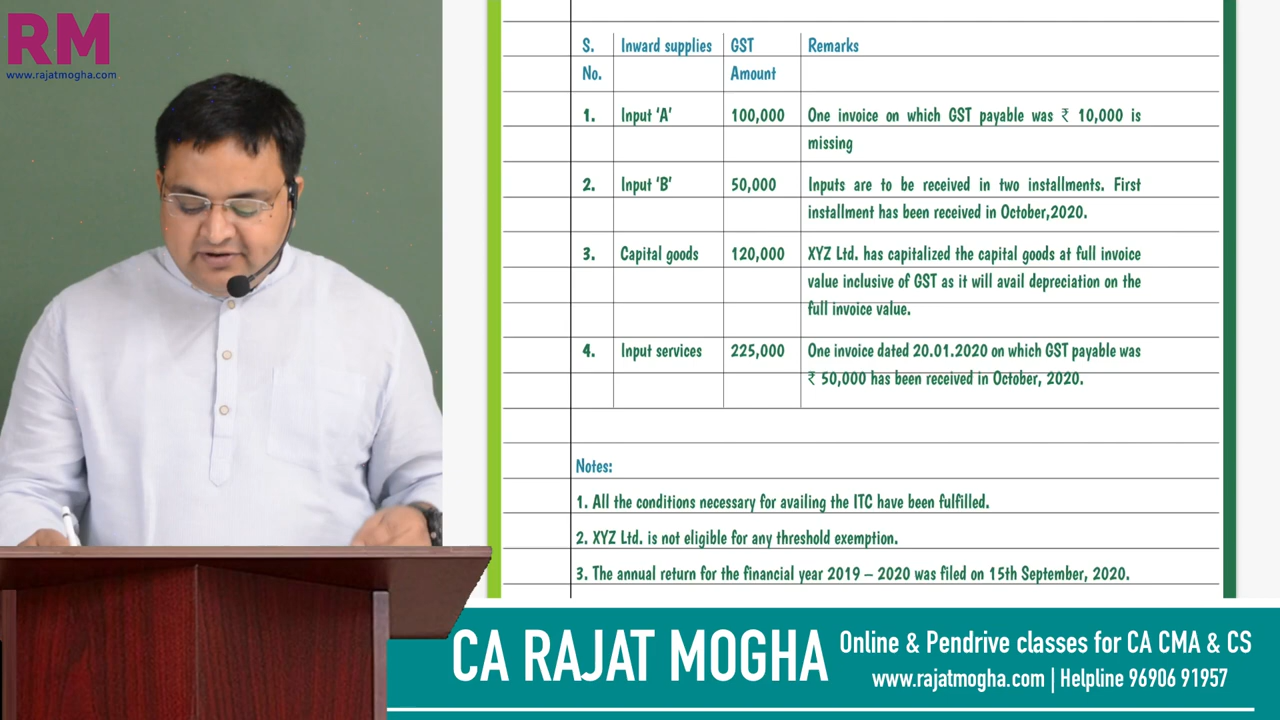 RM
www.rajatmogha.com
S. Inward supplies GST Remarks
No. Amount
1. Input ‘A’ 100,000 One invoice on which GST payable was ₹ 10,000 is
missing
2. Input ‘B’ 50,000 Inputs are to be received in two installments. First
installment has been received in October,2020.
3. Capital goods 120,000 XYZ Ltd. has capitalized the capital goods at full invoice
value inclusive of GST as it will avail depreciation on the
full invoice value.
4. Input services 225,000 One invoice dated 20.01.2020 on which GST payable was
₹ 50,000 has been received in October, 2020.
Notes:
1. All the conditions necessary for availing the ITC have been fulfilled.
2. XYZ Ltd. is not eligible for any threshold exemption.
3. The annual return for the financial year 2019 – 2020 was filed on 15th September, 2020.
CA RAJAT MOGHA
Online & Pendrive classes for CA CMA & CS
www.rajatmogha.com | Helpline 96906 91957